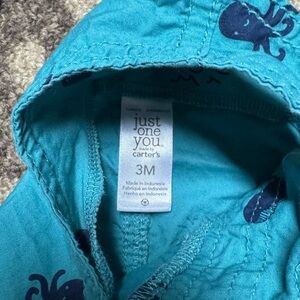 just
one
you
made by
carter's
3M
Made in Indonesia
Fabriqué en Indonésie
Hecho en Indonesia